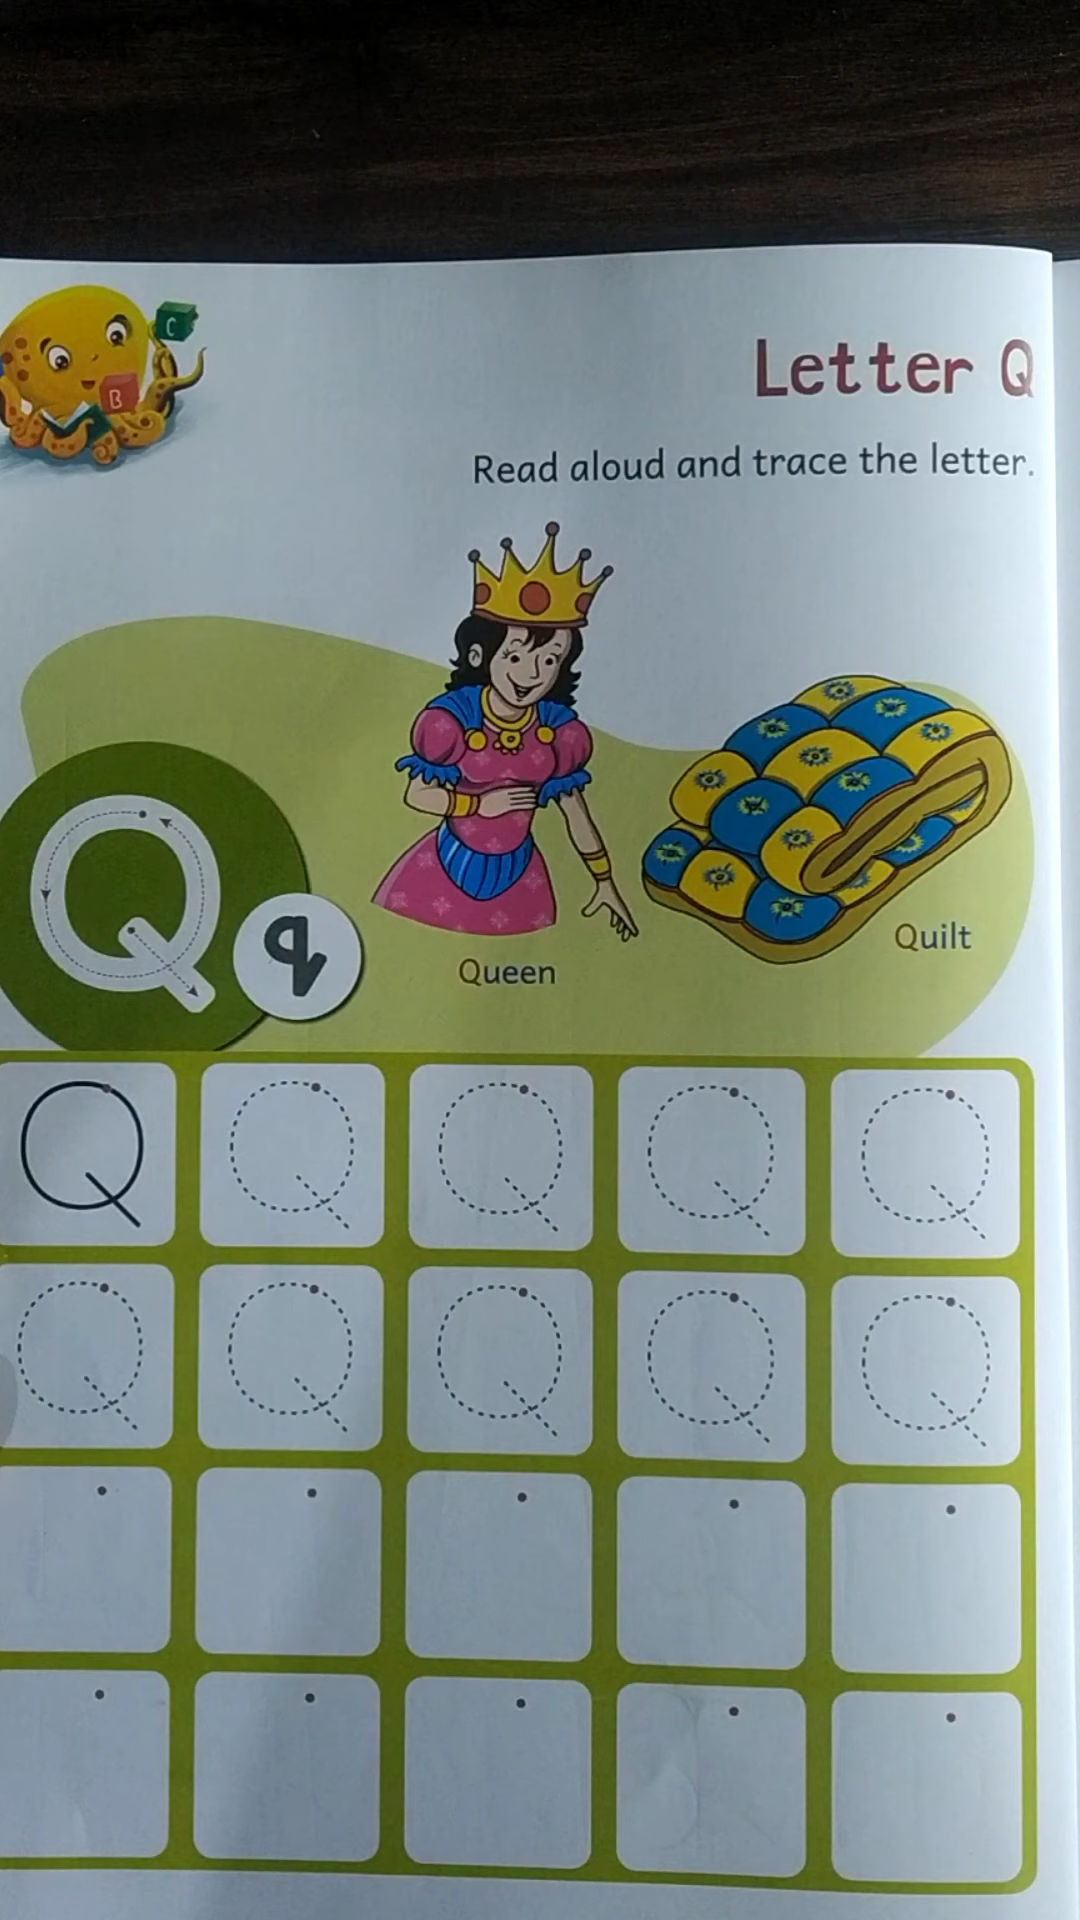 C
B
Letter Q
Read aloud and trace the letter.
Q
q
Queen
Quilt
Q Q Q Q Q
Q Q Q Q Q